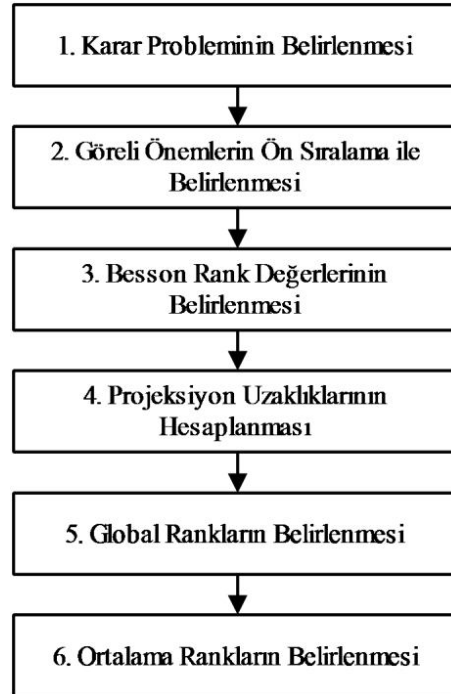 1. Karar Probleminin Belirlenmesi
2. Göreli Önemlerin Ön Sıralama ile
Belirlenmesi
3. Besson Rank Değerlerinin
Belirlenmesi
4. Projeksiyon Uzaklıklarının
Hesaplanması
5. Global Rankların Belirlenmesi
6. Ortalama Rankların Belirlenmesi